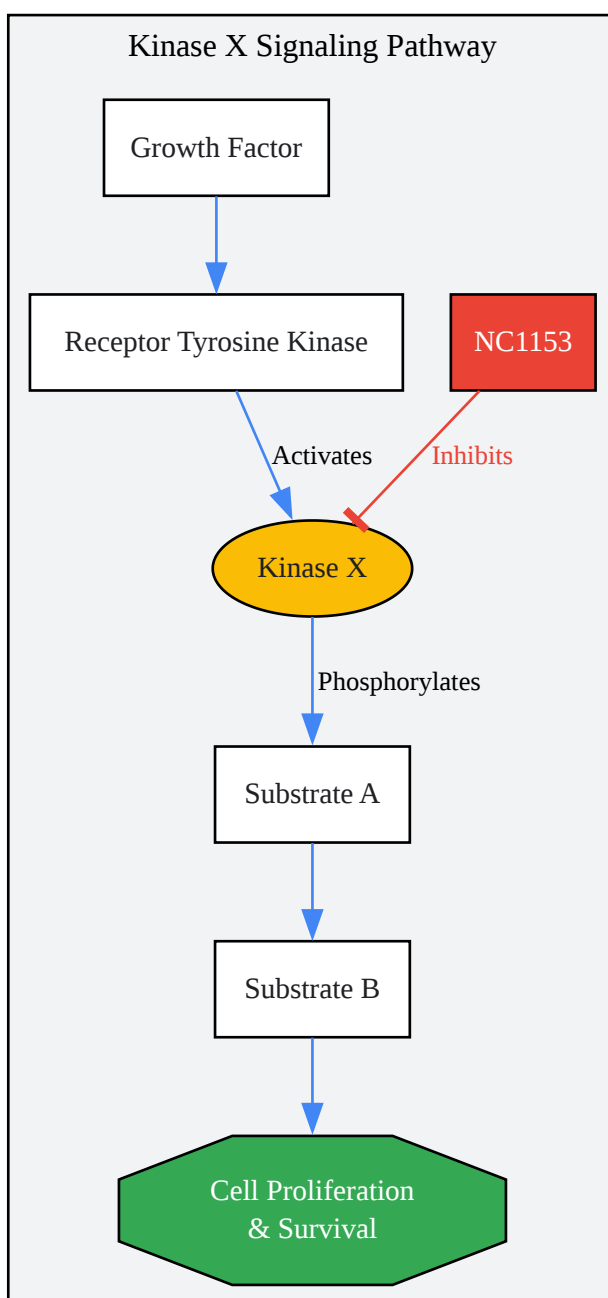 Kinase X Signaling Pathway
Growth Factor
Receptor Tyrosine Kinase
NC1153
Activates
Inhibits
Kinase X
Phosphorylates
Substrate A
Substrate B
Cell Proliferation
& Survival